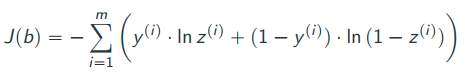 J(b) = − ∑_{i=1}^{m} ( y^{(i)} · ln z^{(i)} + (1 − y^{(i)}) · ln (1 − z^{(i)}) )